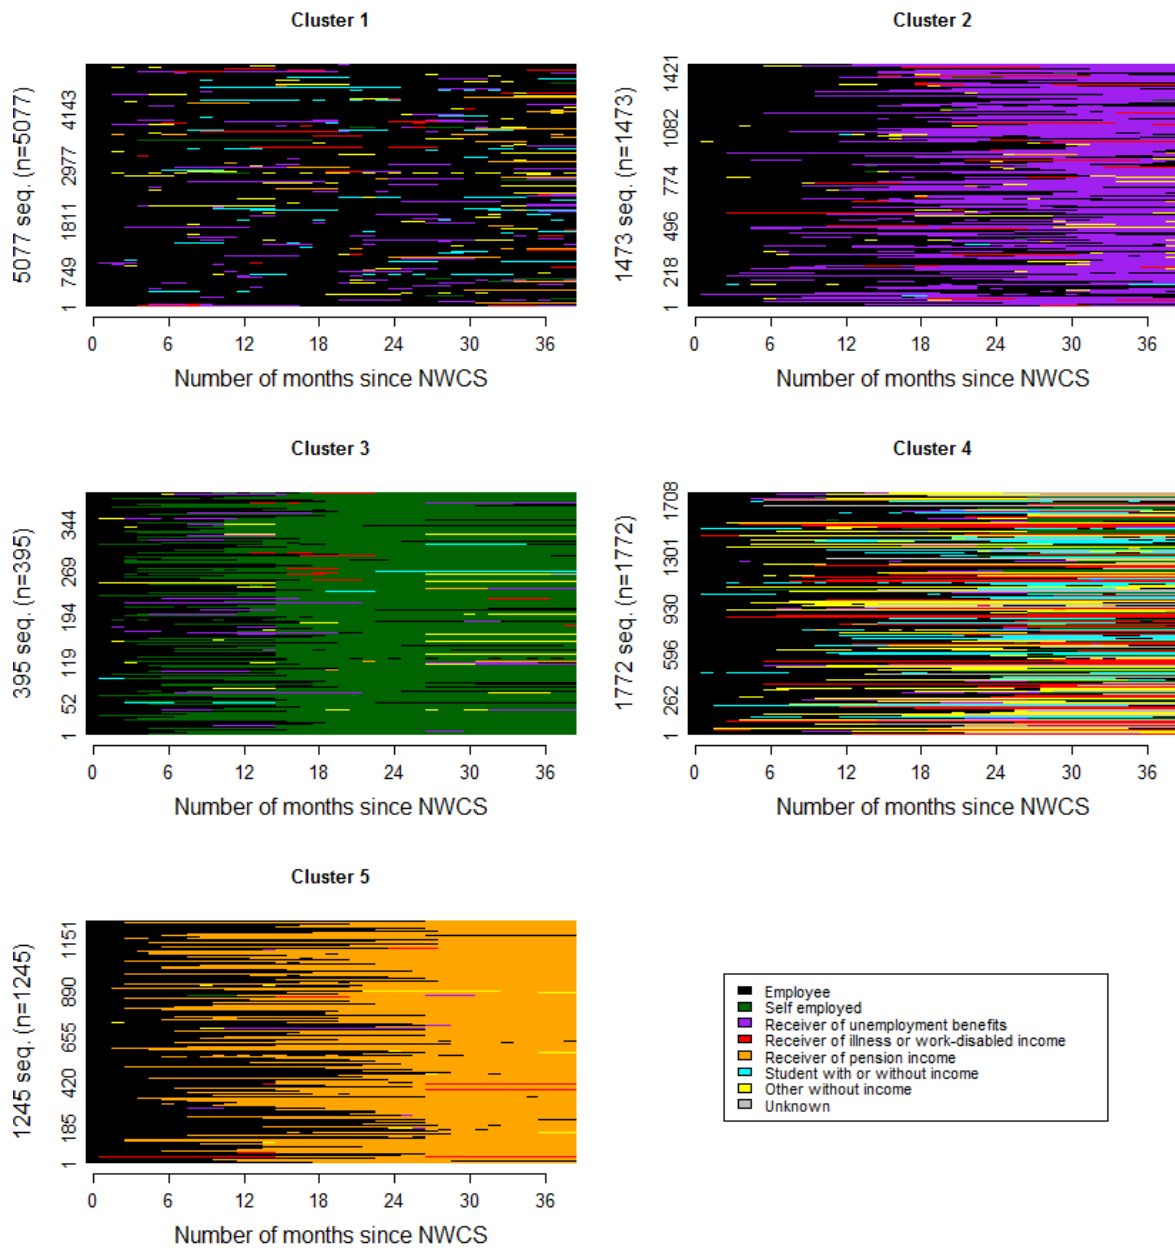 Cluster 1
5077 seq. (n=5077)
1 749 1811 2977 4143
0 6 12 18 24 30 36
Number of months since NWCS
Cluster 2
1473 seq. (n=1473)
1 218 496 774 1082 1421
0 6 12 18 24 30 36
Number of months since NWCS
Cluster 3
395 seq. (n=395)
1 52 119 194 269 344
0 6 12 18 24 30 36
Number of months since NWCS
Cluster 4
1772 seq. (n=1772)
1 262 596 930 1301 1708
0 6 12 18 24 30 36
Number of months since NWCS
Cluster 5
1245 seq. (n=1245)
1 185 420 655 890 1151
0 6 12 18 24 30 36
Number of months since NWCS
Employee
Self employed
Receiver of unemployment benefits
Receiver of illness or work-disabled income
Receiver of pension income
Student with or without income
Other without income
Unknown